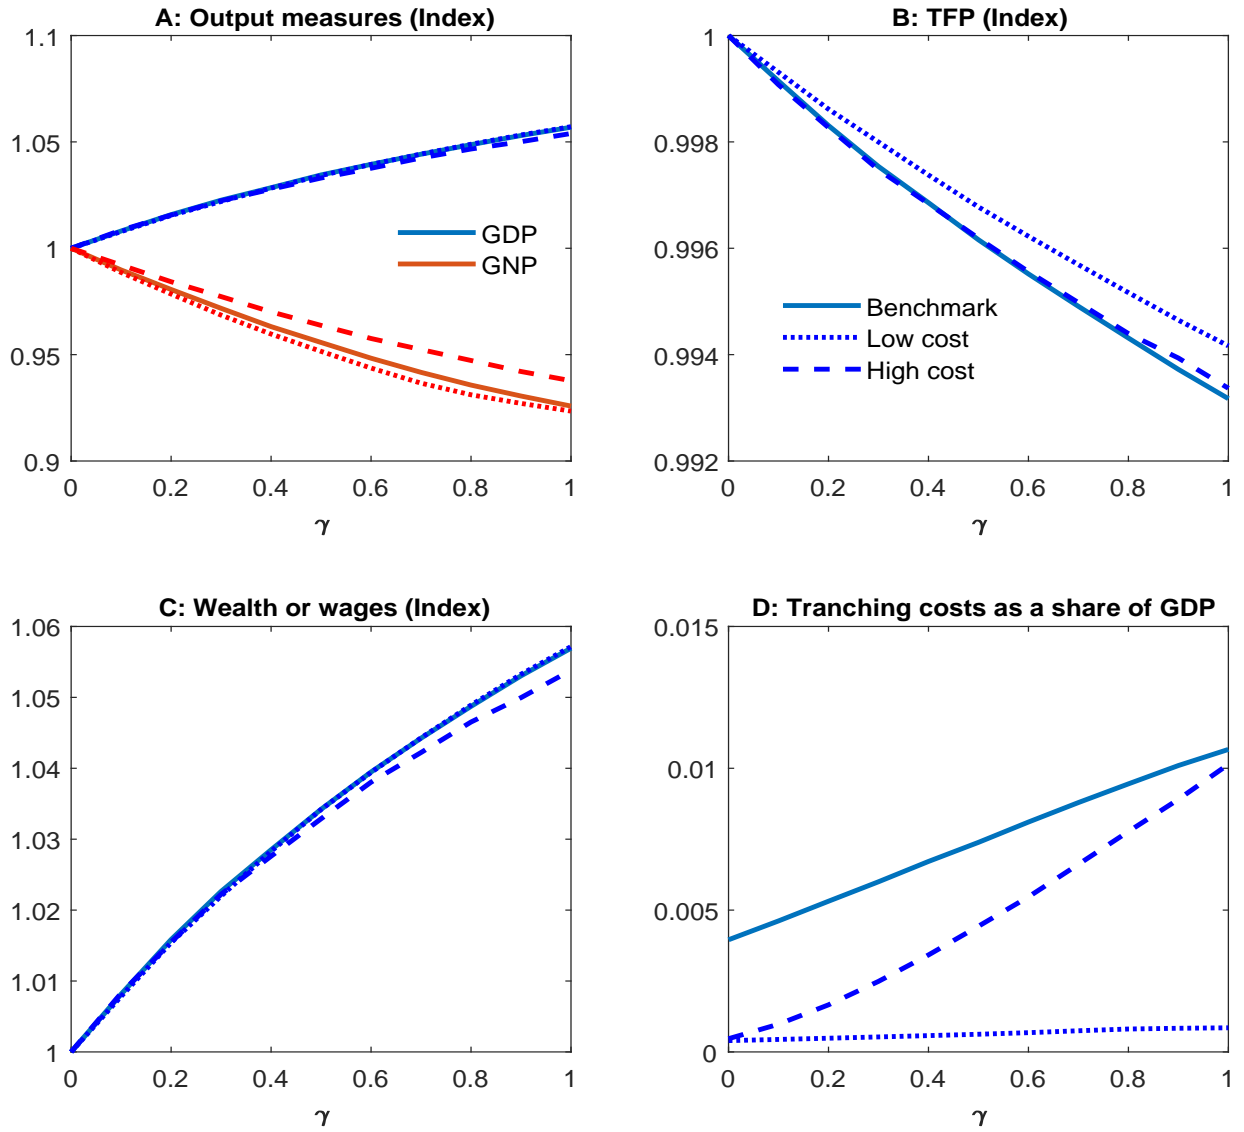 A: Output measures (Index)
1.1
1.05
1
0.95
0.9
GDP
GNP
0 0.2 0.4 0.6 0.8 1
γ
B: TFP (Index)
1
0.998
0.996
0.994
0.992
Benchmark
Low cost
High cost
0 0.2 0.4 0.6 0.8 1
γ
C: Wealth or wages (Index)
1.06
1.05
1.04
1.03
1.02
1.01
1
0 0.2 0.4 0.6 0.8 1
γ
D: Tranching costs as a share of GDP
0.015
0.01
0.005
0
0 0.2 0.4 0.6 0.8 1
γ